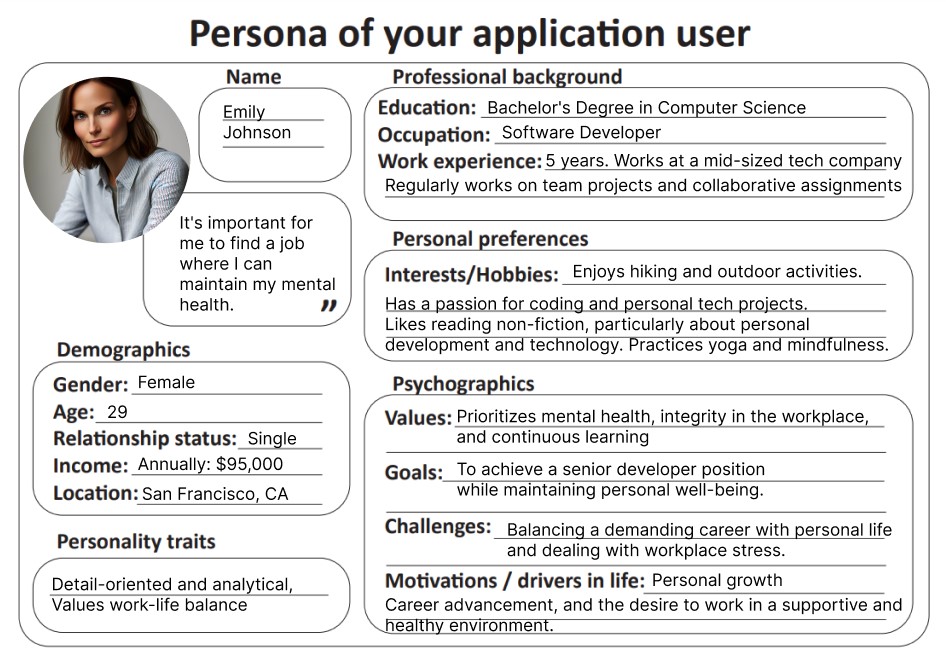 Persona of your application user
Name
Emily
Johnson
It's important for
me to find a job
where I can
maintain my mental
health.
”
Demographics
Gender: Female
Age: 29
Relationship status: Single
Income: Annually: $95,000
Location: San Francisco, CA
Personality traits
Detail-oriented and analytical,
Values work-life balance
Professional background
Education: Bachelor's Degree in Computer Science
Occupation: Software Developer
Work experience: 5 years. Works at a mid-sized tech company
Regularly works on team projects and collaborative assignments
Personal preferences
Interests/Hobbies: Enjoys hiking and outdoor activities.
Has a passion for coding and personal tech projects.
Likes reading non-fiction, particularly about personal
development and technology. Practices yoga and mindfulness.
Psychographics
Values: Prioritizes mental health, integrity in the workplace,
and continuous learning
Goals: To achieve a senior developer position
while maintaining personal well-being.
Challenges: Balancing a demanding career with personal life
and dealing with workplace stress.
Motivations / drivers in life: Personal growth
Career advancement, and the desire to work in a supportive and
healthy environment.